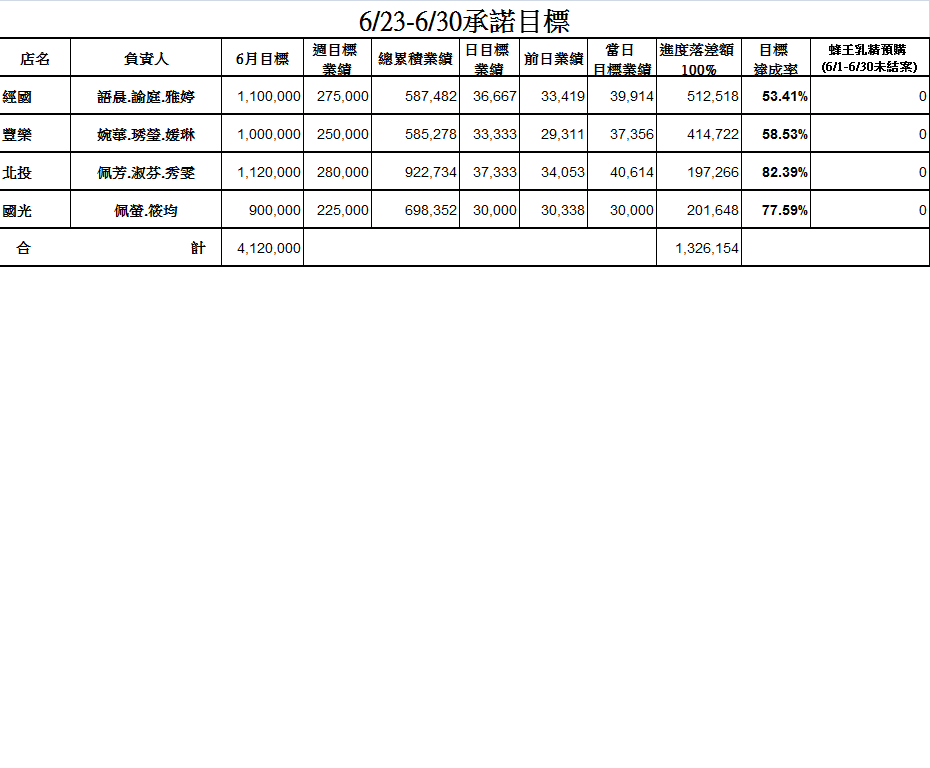 6/23-6/30承諾目標
店名 負責人 6月目標 週目標業績 總累積業績 日目標業績 前日業績 當日目標業績 進度落差額100% 目標達成率 蜂王乳精預購(6/1-6/30未結案)
經國 語晨.諭庭.雅婷 1,100,000 275,000 587,482 36,667 33,419 39,914 512,518 53.41% 0
豐樂 婉華.琇瑩.媛琳 1,000,000 250,000 585,278 33,333 29,311 37,356 414,722 58.53% 0
北投 佩芳.淑芬.秀雯 1,120,000 280,000 922,734 37,333 34,053 40,614 197,266 82.39% 0
國光 佩螢.筱均 900,000 225,000 698,352 30,000 30,338 30,000 201,648 77.59% 0
合計 4,120,000 1,326,154